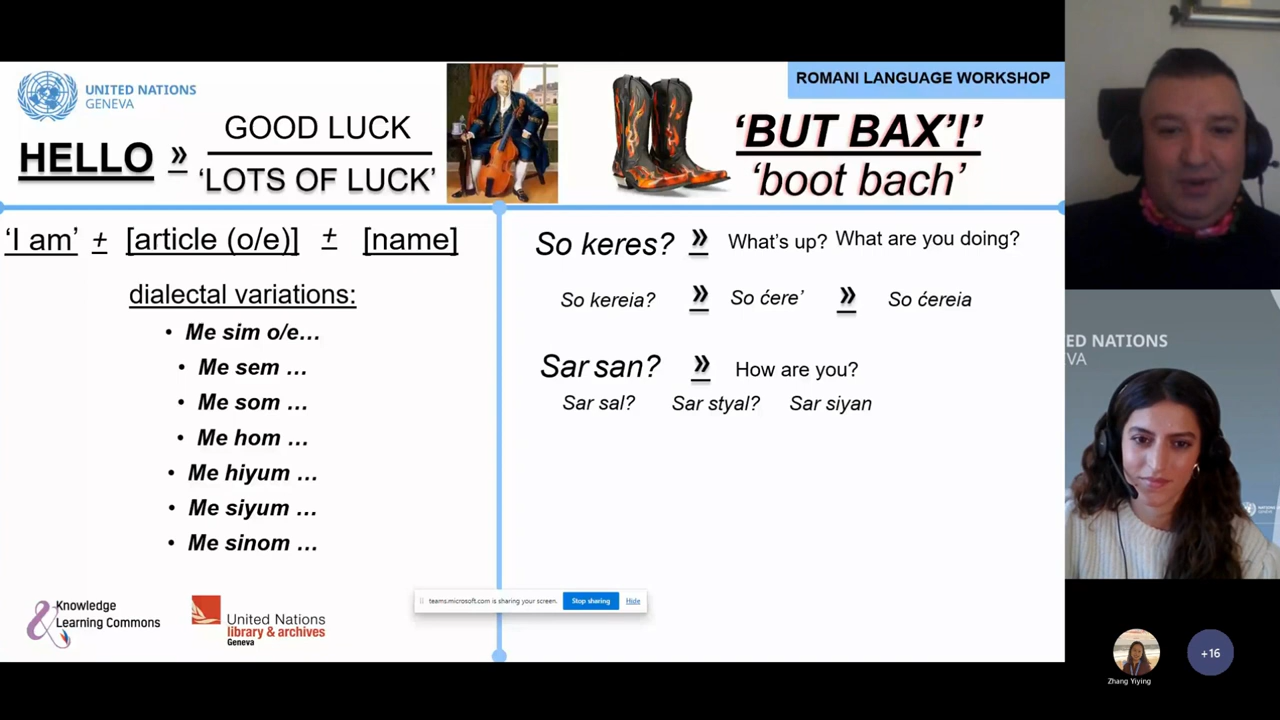 UNITED NATIONS
GENEVA
ROMANI LANGUAGE WORKSHOP
HELLO » GOOD LUCK
'LOTS OF LUCK'
'BUT BAX'!'
'boot bach'
'I am' + [article (o/e)] + [name]
dialectal variations:
• Me sim o/e…
• Me sem …
• Me som …
• Me hom …
• Me hiyum …
• Me siyum …
• Me sinom …
So keres? » What's up? What are you doing?
So kereia? » So ćere' » So ćereia
Sar san? » How are you?
Sar sal? Sar styal? Sar siyan
Knowledge
& Learning Commons
United Nations
library & archives
Geneva
teams.microsoft.com is sharing your screen. Stop sharing Hide
ED NATIONS
VA
Zhang Yiying
+16